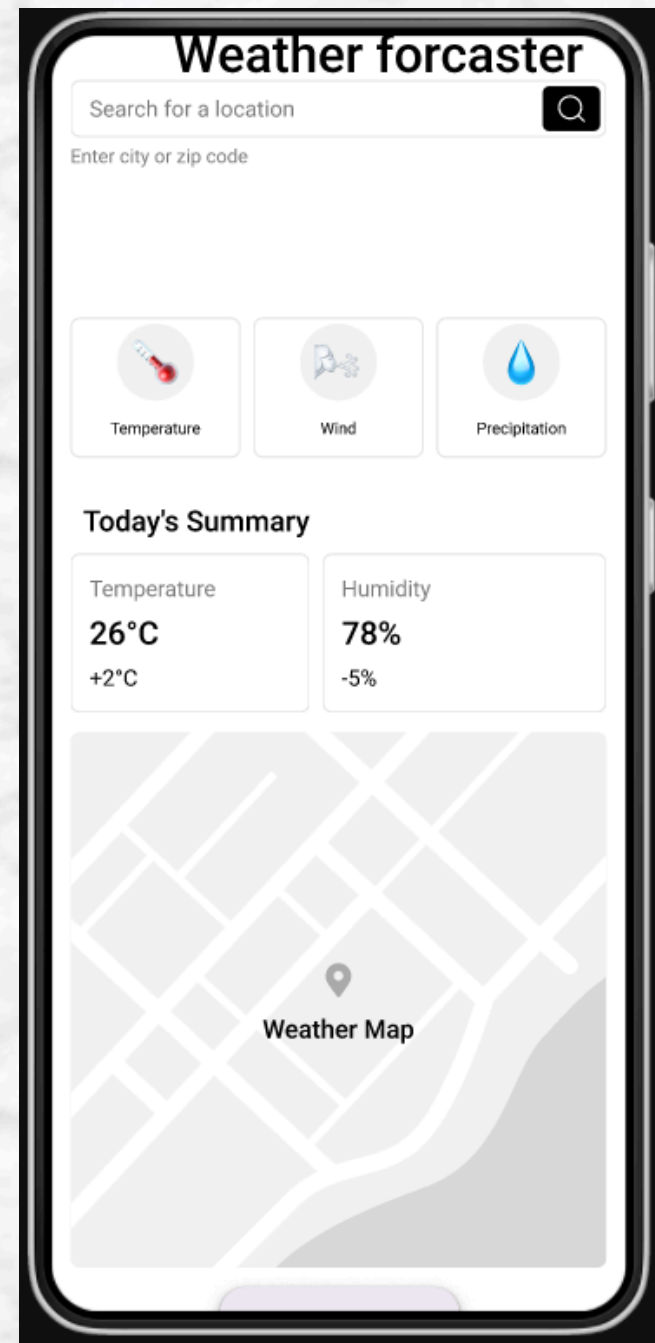 Weather forcaster
Search for a location
Enter city or zip code
Temperature Wind Precipitation
Today's Summary
Temperature Humidity
26°C 78%
+2°C -5%
Weather Map